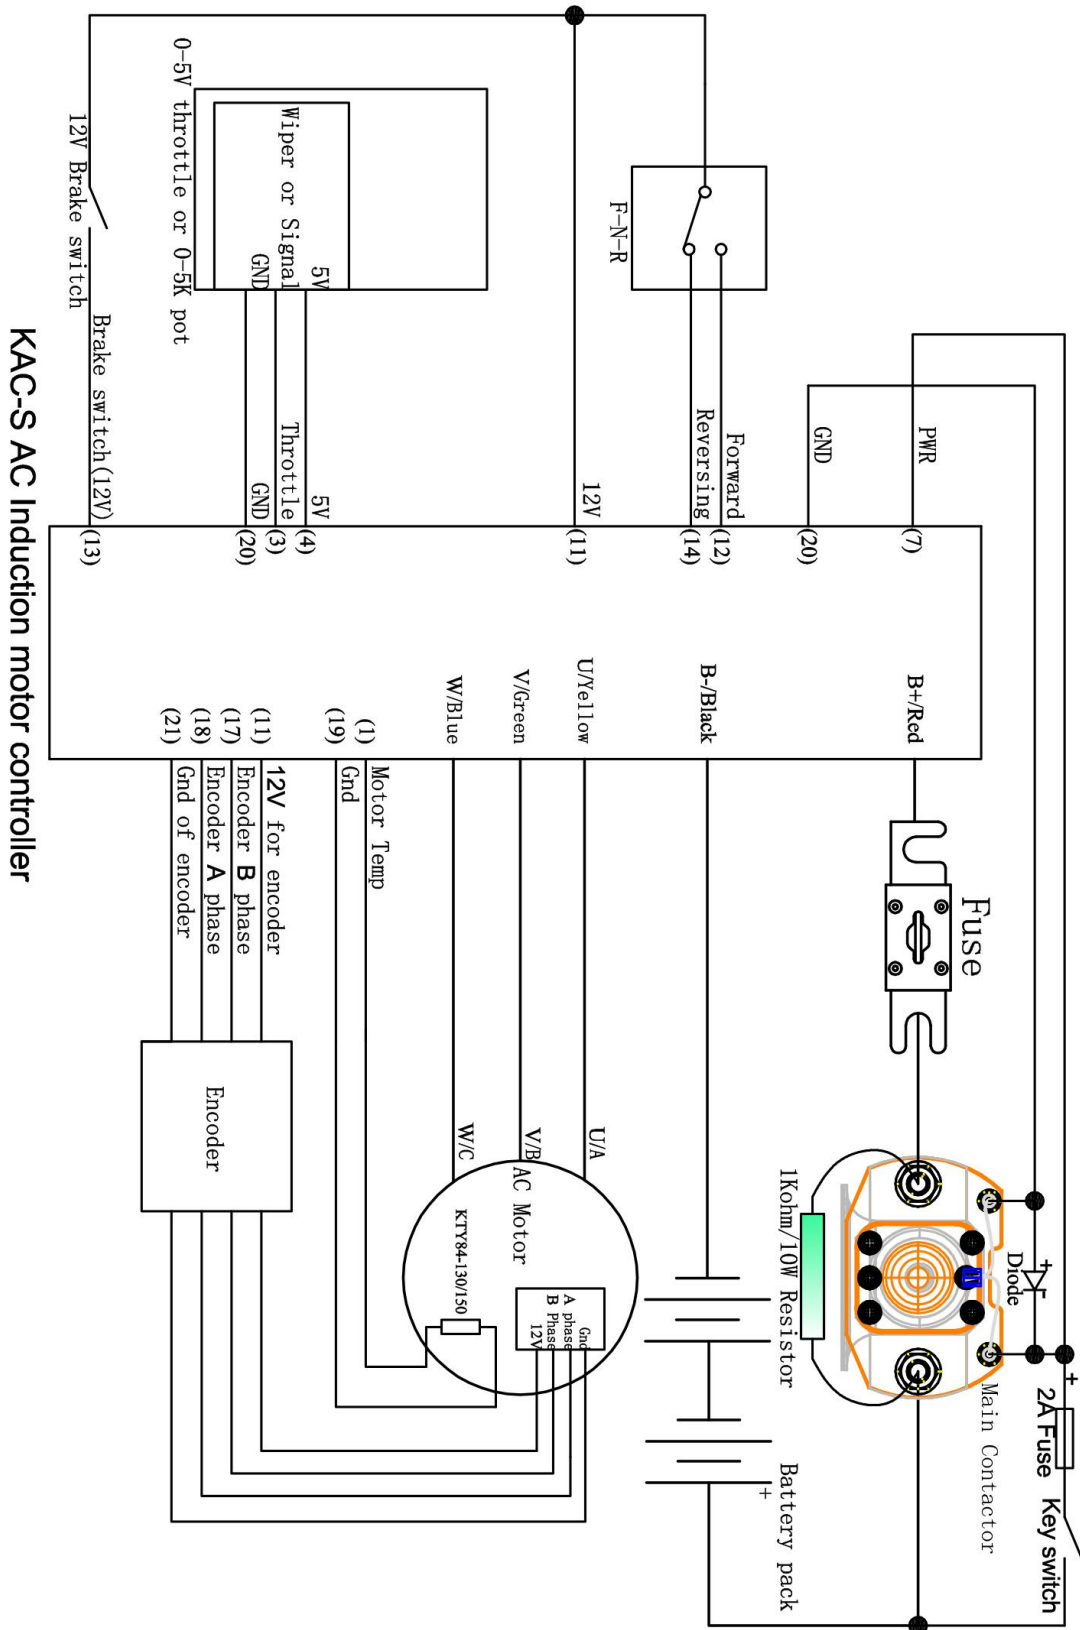 KAC-S AC Induction motor controller
12V Brake switch
0-5V throttle or 0-5K pot
Wiper or Signal
GND
5V
F-N-R
Brake switch(12V)
GND
Throttle
5V
12V
Reversing
Forward
GND
PWR
(13)
(20)
(3)
(4)
(11)
(14)
(12)
(20)
(7)
(21)
(18)
(17)
(11)
(19)
(1)
W/Blue
V/Green
U/Yellow
B-/Black
B+/Red
Gnd of encoder
Encoder A phase
Encoder B phase
12V for encoder
Gnd
Motor Temp
Fuse
Encoder
W/C
V/B
U/A
AC Motor
KTY84-130/150
12V
B Phase
A phase
Gnd
1Kohm/10W Resistor
Battery pack
+
Diode
+
-
Main Contactor
+
2A Fuse
Key switch